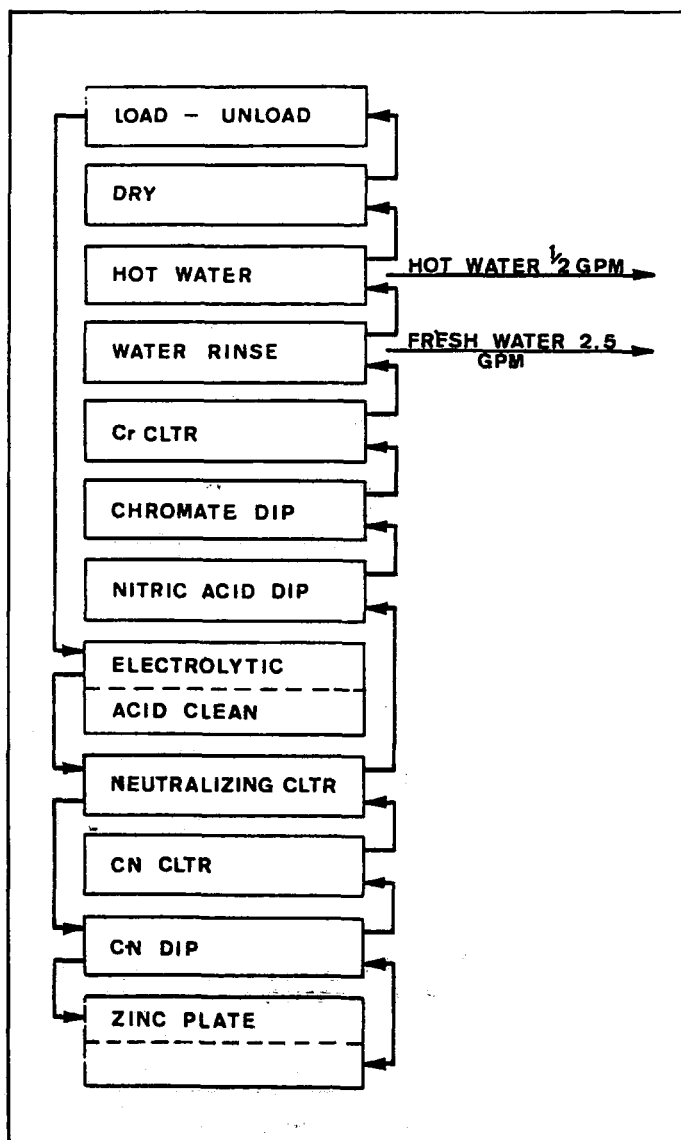 LOAD - UNLOAD
DRY
HOT WATER
HOT WATER 1/2 GPM
WATER RINSE
FRESH WATER 2.5
GPM
Cr CLTR
CHROMATE DIP
NITRIC ACID DIP
ELECTROLYTIC
ACID CLEAN
NEUTRALIZING CLTR
CN CLTR
CN DIP
ZINC PLATE